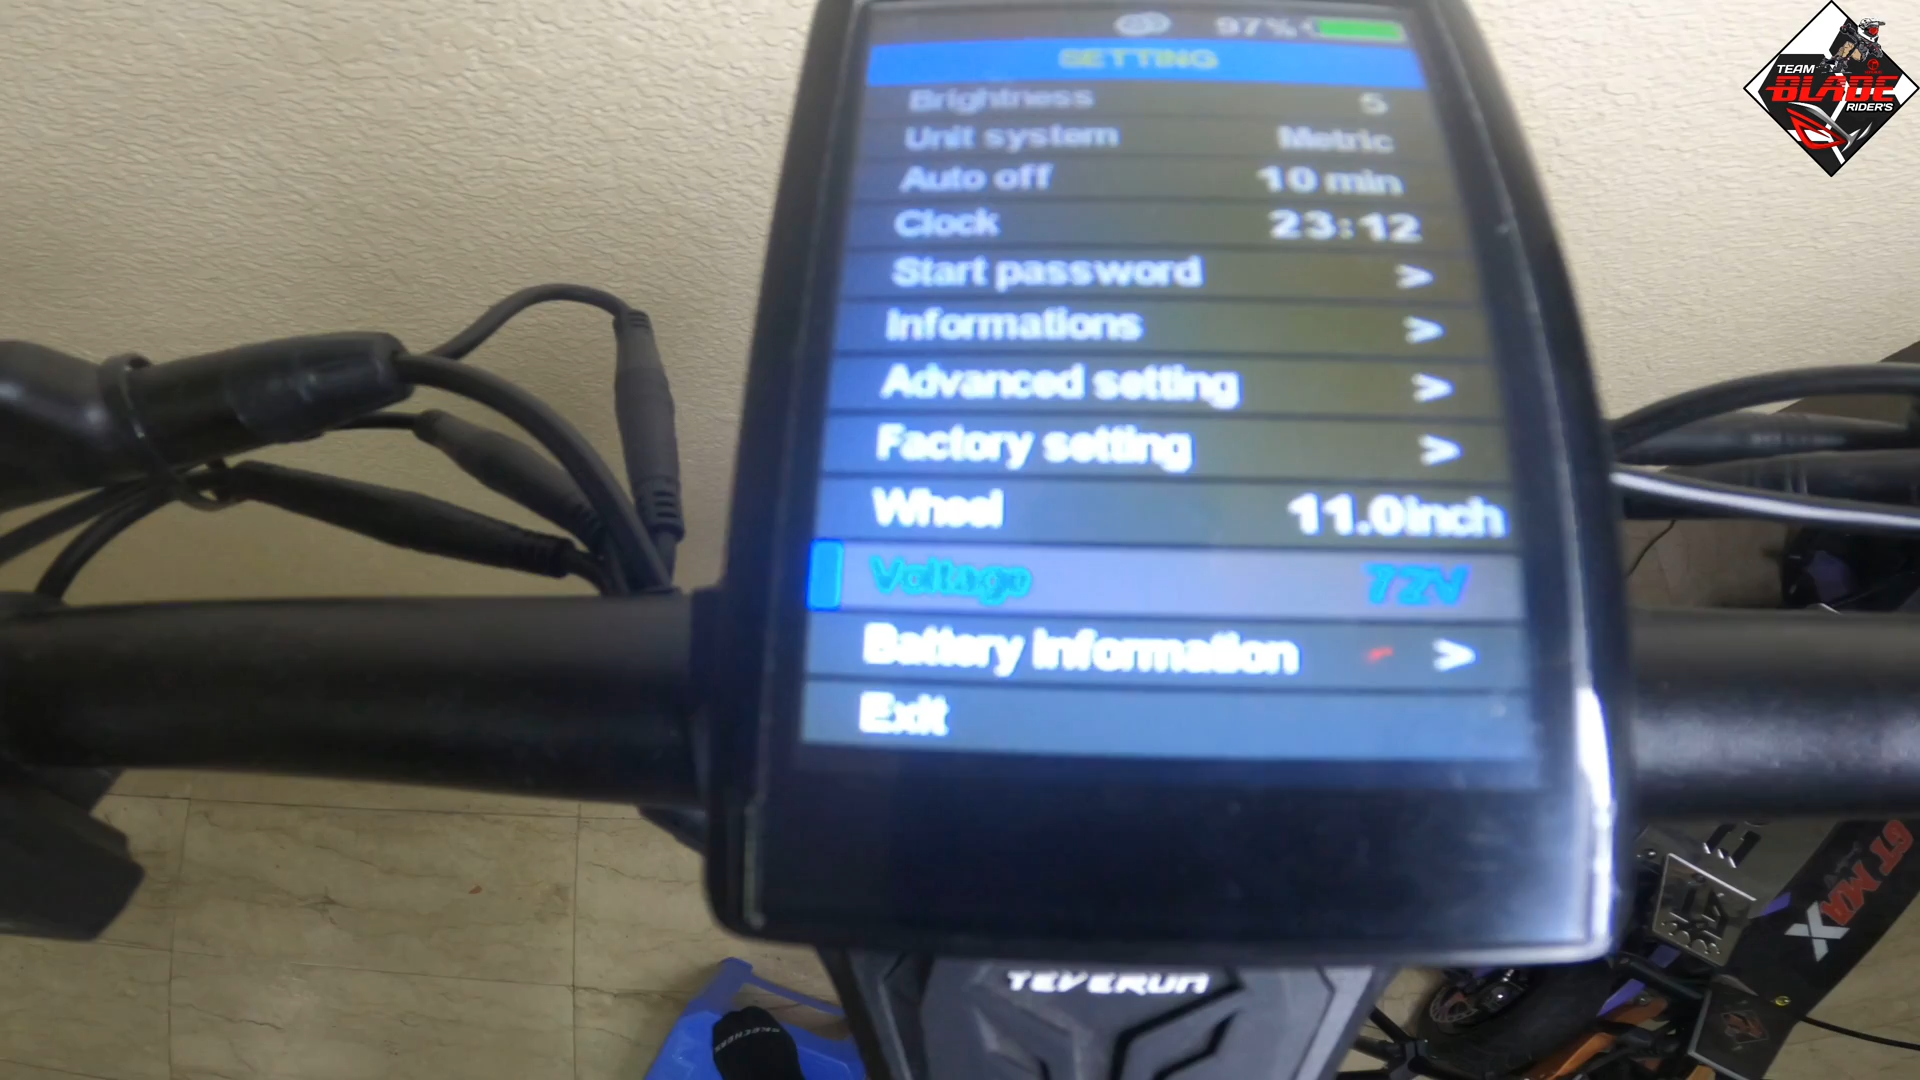 97%
SETTING
Brightness 5
Unit system Metric
Auto off 10 min
Clock 23:12
Start password >
Informations >
Advanced setting >
Factory setting >
Wheel 11.0inch
Voltage 72V
Battery Information >
Exit
TEVERUN
SKECHERS
GT MAX
TEAM
BLADE
RIDER'S